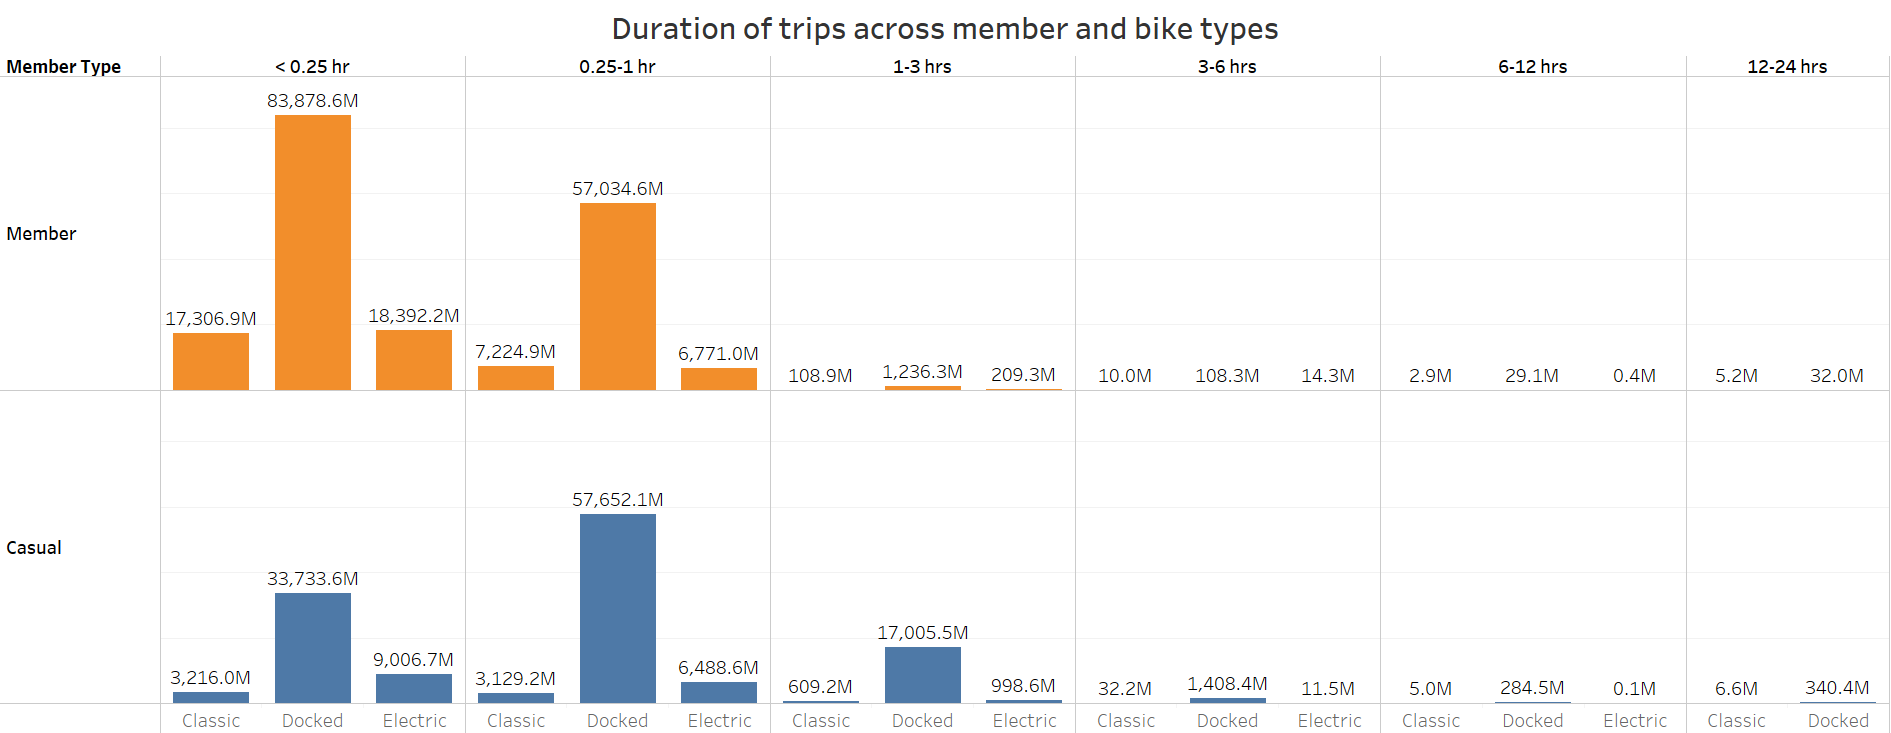 Duration of trips across member and bike types
Member Type < 0.25 hr 0.25-1 hr 1-3 hrs 3-6 hrs 6-12 hrs 12-24 hrs
83,878.6M
57,034.6M
Member
17,306.9M 18,392.2M
7,224.9M 6,771.0M
108.9M 1,236.3M 209.3M 10.0M 108.3M 14.3M 2.9M 29.1M 0.4M 5.2M 32.0M
57,652.1M
Casual
33,733.6M
17,005.5M
3,216.0M 9,006.7M 3,129.2M 6,488.6M
609.2M 998.6M 32.2M 1,408.4M 11.5M 5.0M 284.5M 0.1M 6.6M 340.4M
Classic Docked Electric Classic Docked Electric Classic Docked Electric Classic Docked Electric Classic Docked Electric Classic Docked